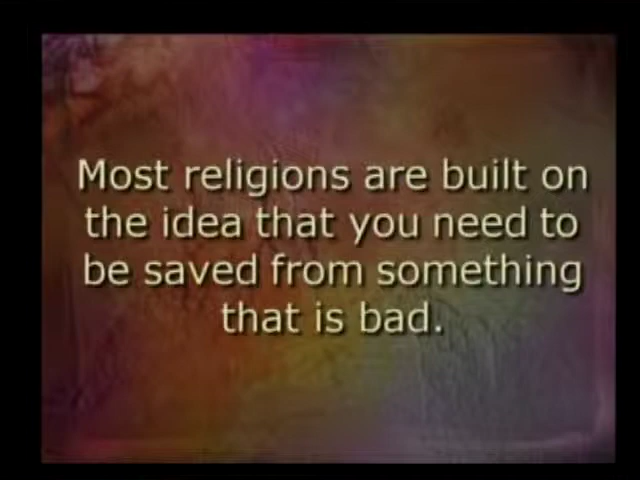 Most religions are built on
the idea that you need to
be saved from something
that is bad.